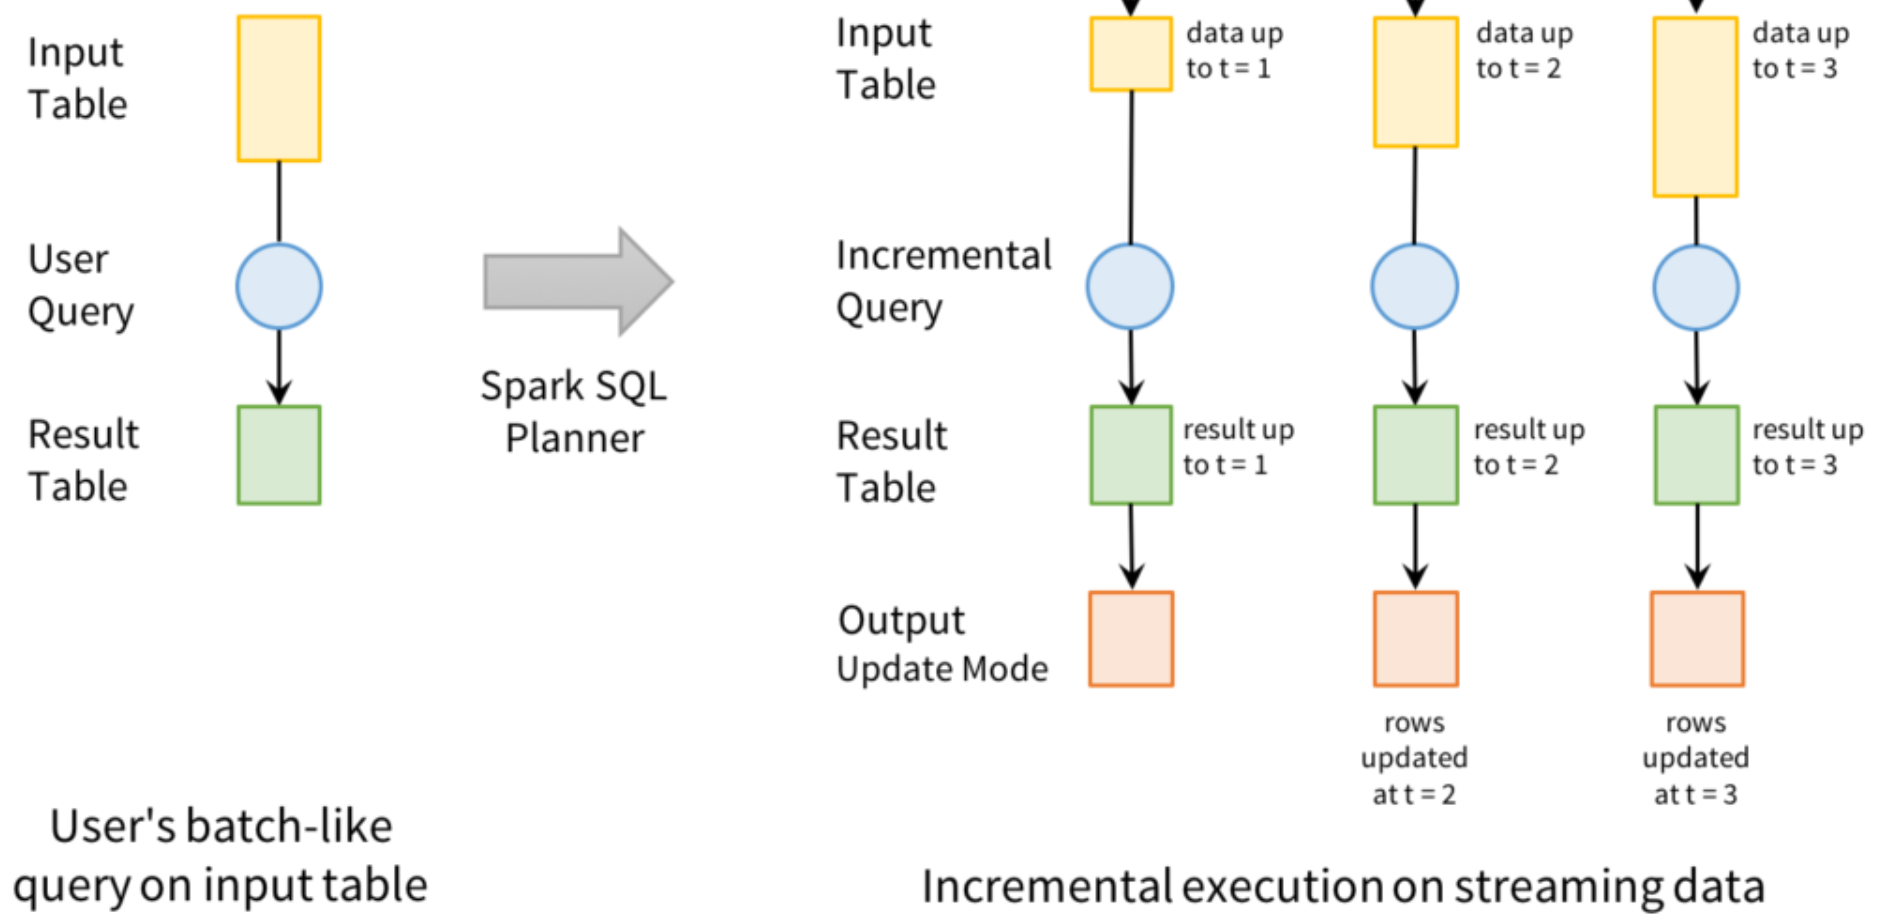 Input
Table
User
Query
Result
Table
User's batch-like
query on input table
Spark SQL
Planner
Input
Table
data up
to t = 1
data up
to t = 2
data up
to t = 3
Incremental
Query
Result
Table
result up
to t = 1
result up
to t = 2
result up
to t = 3
Output
Update Mode
rows
updated
at t = 2
rows
updated
at t = 3
Incremental execution on streaming data